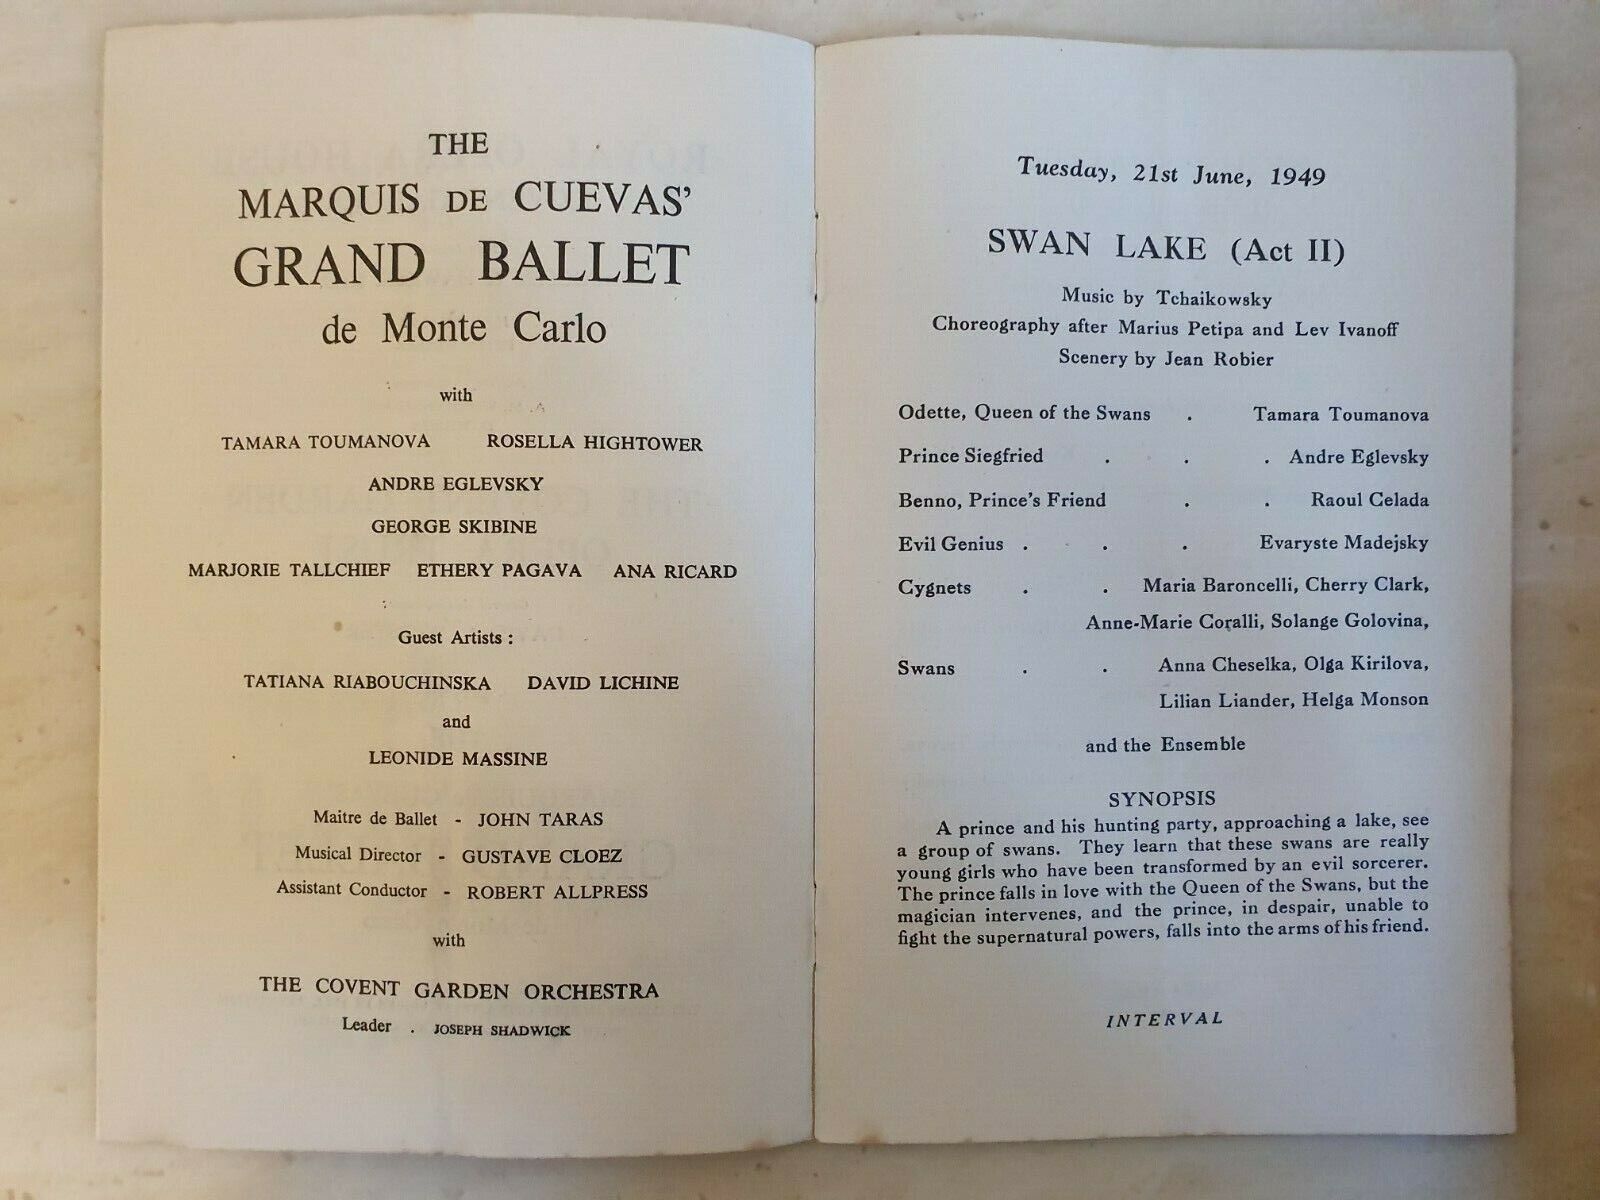 THE
MARQUIS DE CUEVAS'
GRAND BALLET
de Monte Carlo
with
TAMARA TOUMANOVA ROSELLA HIGHTOWER
ANDRE EGLEVSKY
GEORGE SKIBINE
MARJORIE TALLCHIEF ETHERY PAGAVA ANA RICARD
Guest Artists :
TATIANA RIABOUCHINSKA DAVID LICHINE
and
LEONIDE MASSINE
Maitre de Ballet - JOHN TARAS
Musical Director - GUSTAVE CLOEZ
Assistant Conductor - ROBERT ALLPRESS
with
THE COVENT GARDEN ORCHESTRA
Leader . JOSEPH SHADWICK
Tuesday, 21st June, 1949
SWAN LAKE (Act II)
Music by Tchaikowsky
Choreography after Marius Petipa and Lev Ivanoff
Scenery by Jean Robier
Odette, Queen of the Swans . Tamara Toumanova
Prince Siegfried . . . Andre Eglevsky
Benno, Prince's Friend . . Raoul Celada
Evil Genius . . . Evaryste Madejsky
Cygnets . . Maria Baroncelli, Cherry Clark,
Anne-Marie Coralli, Solange Golovina,
Swans . . Anna Cheselka, Olga Kirilova,
Lilian Liander, Helga Monson
and the Ensemble
SYNOPSIS
A prince and his hunting party, approaching a lake, see
a group of swans. They learn that these swans are really
young girls who have been transformed by an evil sorcerer.
The prince falls in love with the Queen of the Swans, but the
magician intervenes, and the prince, in despair, unable to
fight the supernatural powers, falls into the arms of his friend.
INTERVAL